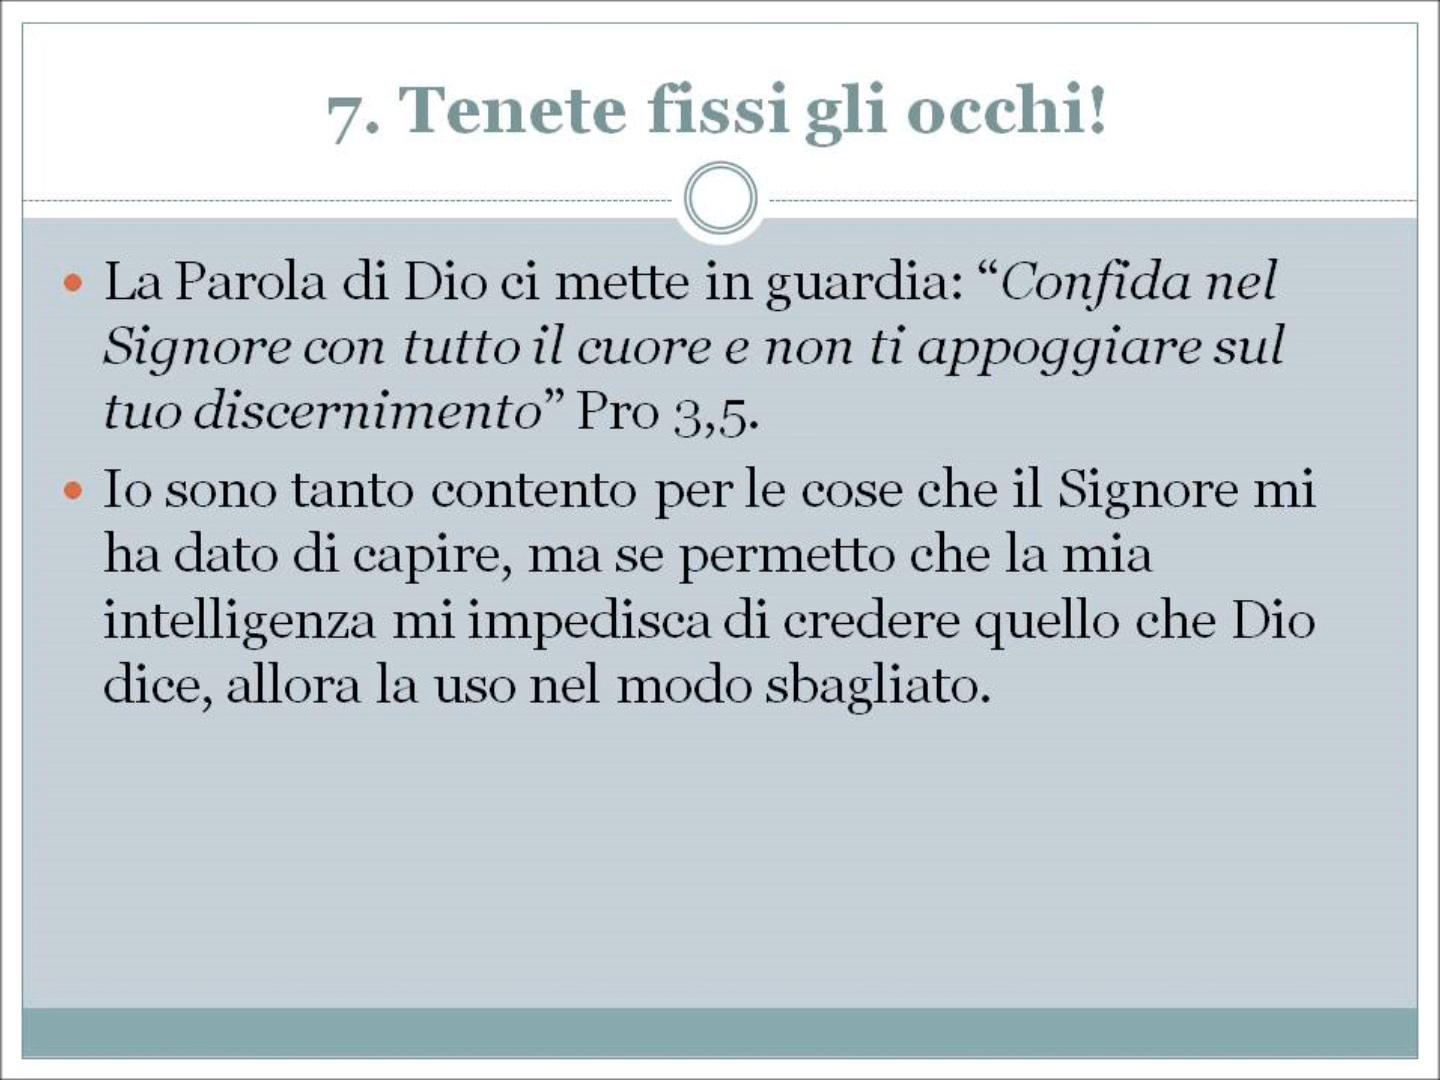 7. Tenete fissi gli occhi!
• La Parola di Dio ci mette in guardia: “Confida nel
Signore con tutto il cuore e non ti appoggiare sul
tuo discernimento” Pro 3,5.
• Io sono tanto contento per le cose che il Signore mi
ha dato di capire, ma se permetto che la mia
intelligenza mi impedisca di credere quello che Dio
dice, allora la uso nel modo sbagliato.